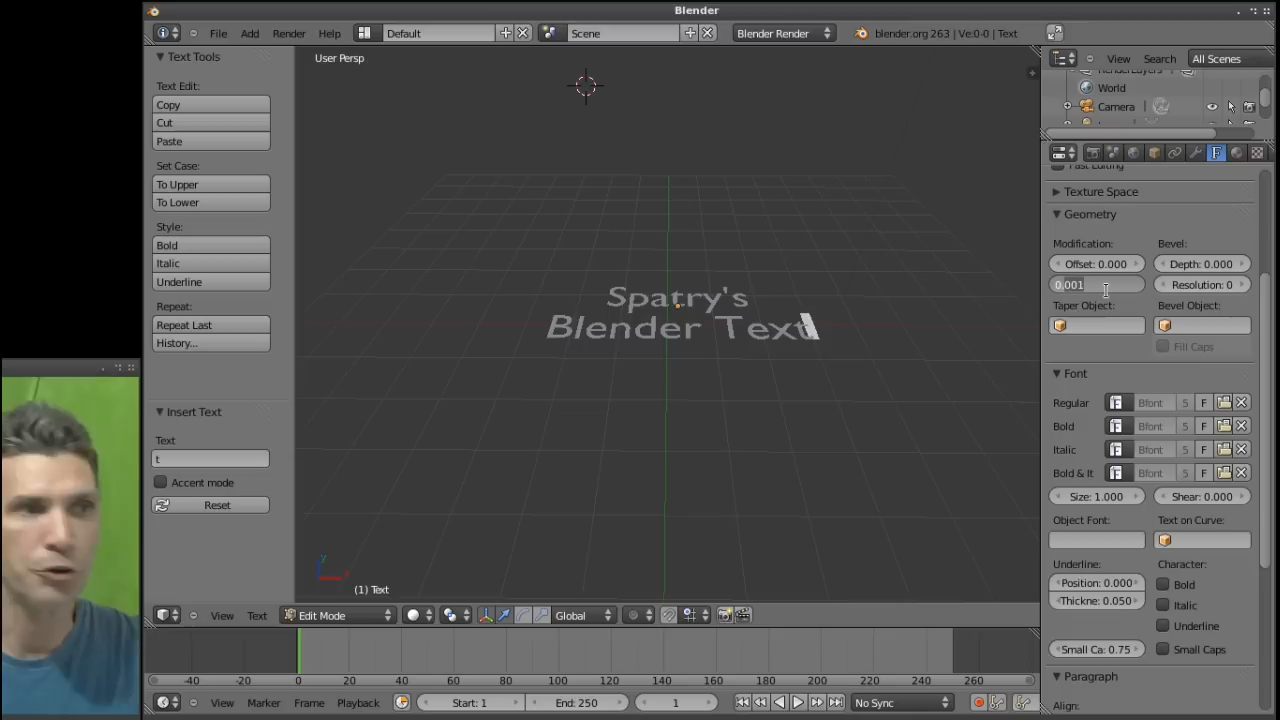 Blender
File Add Render Help Default Scene Blender Render blender.org 263 | Ve:0-0 | Text
View Search All Scenes
World
Camera
Text Tools
Text Edit:
Copy
Cut
Paste
Set Case:
To Upper
To Lower
Style:
Bold
Italic
Underline
Repeat:
Repeat Last
History...
Insert Text
Text
t
Accent mode
Reset
User Persp
Spatry's
Blender Text
(1) Text
y
x
View Text Edit Mode Global
-40 -20 0 20 40 60 80 100 120 140 160 180 200 220 240 260
View Marker Frame Playback Start: 1 End: 250 1 No Sync
F
Fast Editing
Texture Space
Geometry
Modification: Bevel:
Offset: 0.000 Depth: 0.000
0.001 Resolution: 0
Taper Object: Bevel Object:
Fill Caps
Font
Regular F Bfont 5 F
Bold F Bfont 5 F
Italic F Bfont 5 F
Bold & It F Bfont 5 F
Size: 1.000 Shear: 0.000
Object Font: Text on Curve:
Underline: Character:
Position: 0.000 Bold
Thickne: 0.050 Italic
Underline
Small Ca: 0.75 Small Caps
Paragraph
Align: